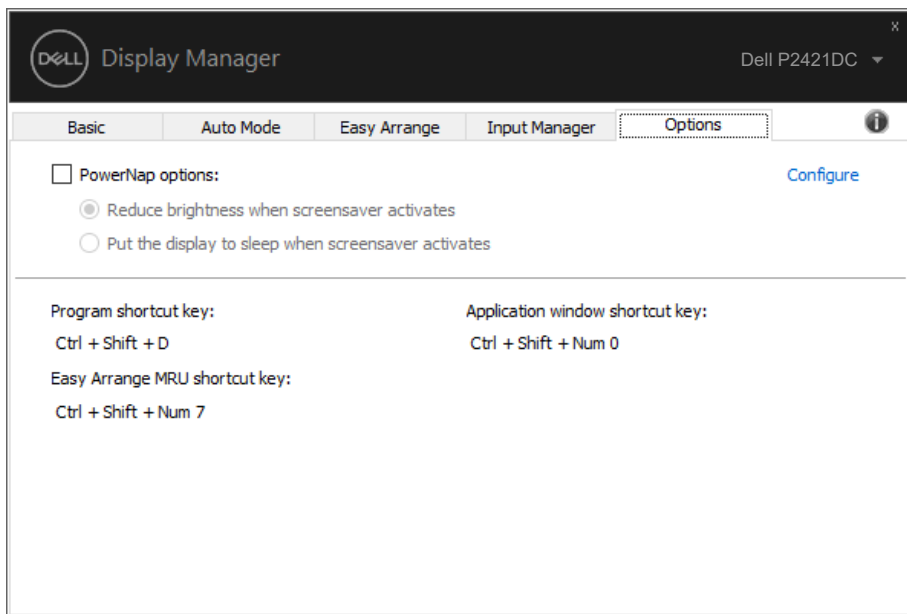 x
DELL Display Manager
Dell P2421DC
Basic Auto Mode Easy Arrange Input Manager Options
PowerNap options: Configure
Reduce brightness when screensaver activates
Put the display to sleep when screensaver activates
Program shortcut key: Application window shortcut key:
Ctrl + Shift + D Ctrl + Shift + Num 0
Easy Arrange MRU shortcut key:
Ctrl + Shift + Num 7